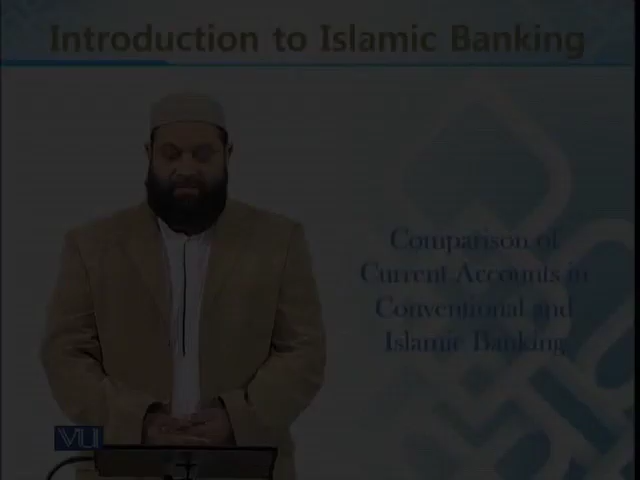 Introduction to Islamic Banking
Comparison of
Current Accounts in
Conventional and
Islamic Banking
VU